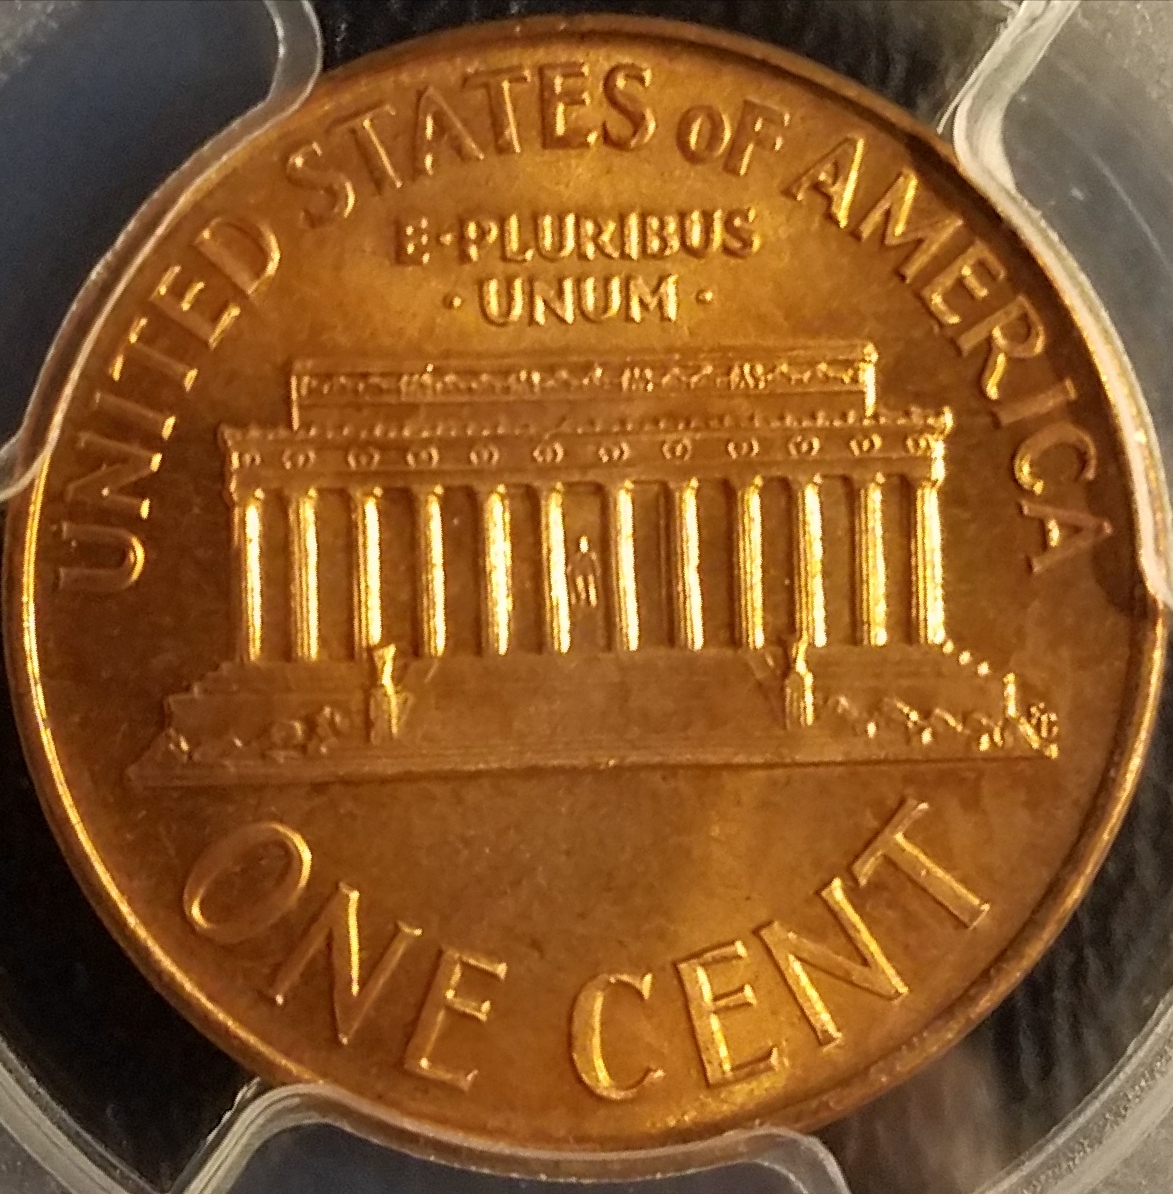 UNITED STATES OF AMERICA
E·PLURIBUS
·UNUM·
ONE CENT